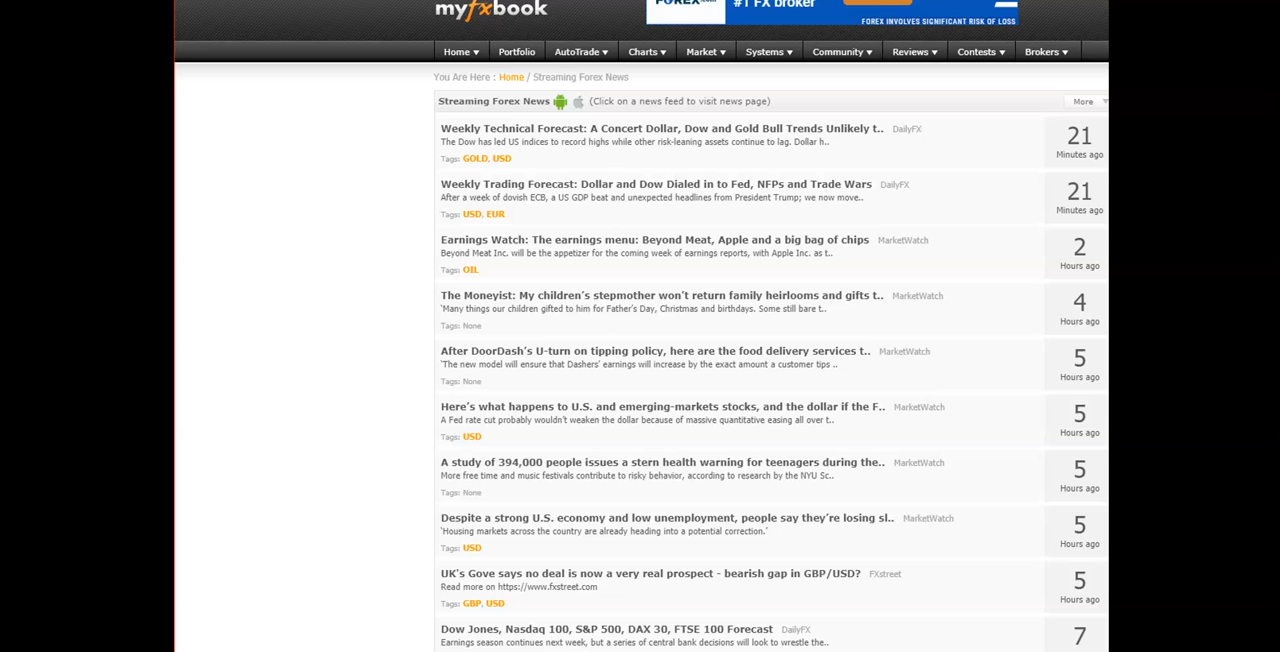 myfxbook
#1 FX broker
FOREX INVOLVES SIGNIFICANT RISK OF LOSS
Home Portfolio AutoTrade Charts Market Systems Community Reviews Contests Brokers
You Are Here : Home / Streaming Forex News
Streaming Forex News (Click on a news feed to visit news page) More
Weekly Technical Forecast: A Concert Dollar, Dow and Gold Bull Trends Unlikely t.. DailyFX
The Dow has led US indices to record highs while other risk-leaning assets continue to lag. Dollar h..
Tags: GOLD, USD
21
Minutes ago
Weekly Trading Forecast: Dollar and Dow Dialed in to Fed, NFPs and Trade Wars DailyFX
After a week of dovish ECB, a US GDP beat and unexpected headlines from President Trump; we now move..
Tags: USD, EUR
21
Minutes ago
Earnings Watch: The earnings menu: Beyond Meat, Apple and a big bag of chips MarketWatch
Beyond Meat Inc. will be the appetizer for the coming week of earnings reports, with Apple Inc. as t..
Tags: OIL
2
Hours ago
The Moneyist: My children’s stepmother won’t return family heirlooms and gifts t.. MarketWatch
‘Many things our children gifted to him for Father’s Day, Christmas and birthdays. Some still bare t..
Tags: None
4
Hours ago
After DoorDash’s U-turn on tipping policy, here are the food delivery services t.. MarketWatch
‘The new model will ensure that Dashers’ earnings will increase by the exact amount a customer tips ..
Tags: None
5
Hours ago
Here’s what happens to U.S. and emerging-markets stocks, and the dollar if the F.. MarketWatch
A Fed rate cut probably wouldn’t weaken the dollar because of massive quantitative easing all over t..
Tags: USD
5
Hours ago
A study of 394,000 people issues a stern health warning for teenagers during the.. MarketWatch
More free time and music festivals contribute to risky behavior, according to research by the NYU Sc..
Tags: None
5
Hours ago
Despite a strong U.S. economy and low unemployment, people say they’re losing sl.. MarketWatch
‘Housing markets across the country are already heading into a potential correction.’
Tags: USD
5
Hours ago
UK's Gove says no deal is now a very real prospect - bearish gap in GBP/USD? FXstreet
Read more on https://www.fxstreet.com
Tags: GBP, USD
5
Hours ago
Dow Jones, Nasdaq 100, S&P 500, DAX 30, FTSE 100 Forecast DailyFX
Earnings season continues next week, but a series of central bank decisions will look to wrestle the..
7